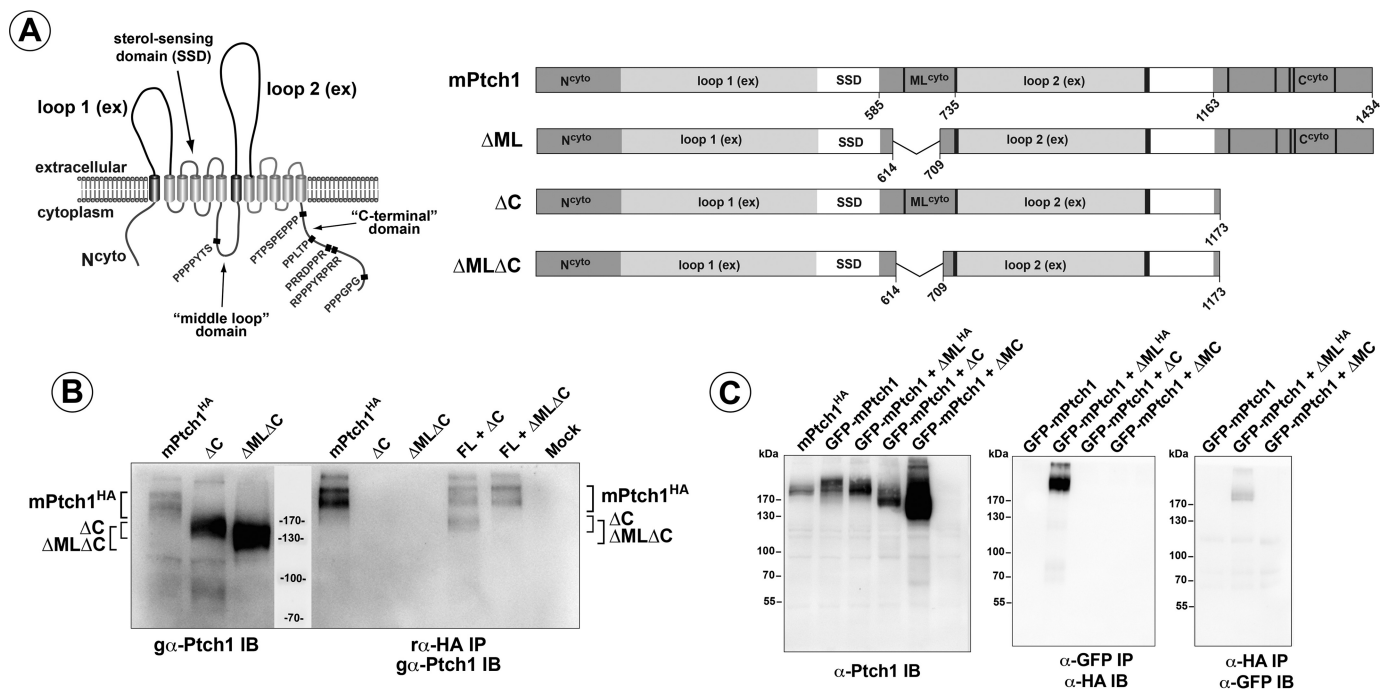 A
sterol-sensing
domain (SSD)
loop 1 (ex)
loop 2 (ex)
extracellular
cytoplasm
Ncyto
PPPPYTS
PTPSPEPPP
PPLTP
PRRDPPR
RPPPYRPRR
PPPGPG
"C-terminal"
domain
"middle loop"
domain
mPtch1
Ncyto loop 1 (ex) SSD MLcyto loop 2 (ex) Ccyto
585 735 1163 1434
ΔML
Ncyto loop 1 (ex) SSD loop 2 (ex) Ccyto
614 709
ΔC
Ncyto loop 1 (ex) SSD MLcyto loop 2 (ex)
1173
ΔMLΔC
Ncyto loop 1 (ex) SSD loop 2 (ex)
614 709 1173
B
mPtch1HA ΔC ΔMLΔC mPtch1HA ΔC ΔMLΔC FL + ΔC FL + ΔMLΔC Mock
mPtch1HA
ΔC
ΔMLΔC
-170-
-130-
-100-
-70-
mPtch1HA
ΔC
ΔMLΔC
gα-Ptch1 IB
rα-HA IP
gα-Ptch1 IB
C
mPtch1HA GFP-mPtch1 GFP-mPtch1 + ΔMLHA GFP-mPtch1 + ΔC GFP-mPtch1 + ΔMC
kDa
170
130
100
70
55
α-Ptch1 IB
GFP-mPtch1 GFP-mPtch1 + ΔMLHA GFP-mPtch1 + ΔC GFP-mPtch1 + ΔMC
kDa
170
130
100
70
55
α-GFP IP
α-HA IB
GFP-mPtch1 GFP-mPtch1 + ΔMLHA GFP-mPtch1 + ΔMC
kDa
170
130
100
70
55
α-HA IP
α-GFP IB